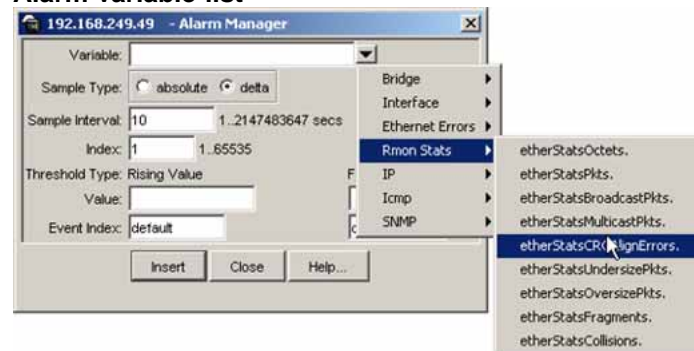 Alarm variable list
192.168.249.49 - Alarm Manager
Variable:
Sample Type: absolute delta
Sample Interval: 10 1..2147483647 secs
Index: 1 1..65535
Threshold Type: Rising Value F
Value:
Event Index: default
Insert Close Help...
Bridge
Interface
Ethernet Errors
Rmon Stats
IP
Icmp
SNMP
etherStatsOctets.
etherStatsPkts.
etherStatsBroadcastPkts.
etherStatsMulticastPkts.
etherStatsCRCAlignErrors.
etherStatsUndersizePkts.
etherStatsOversizePkts.
etherStatsFragments.
etherStatsCollisions.